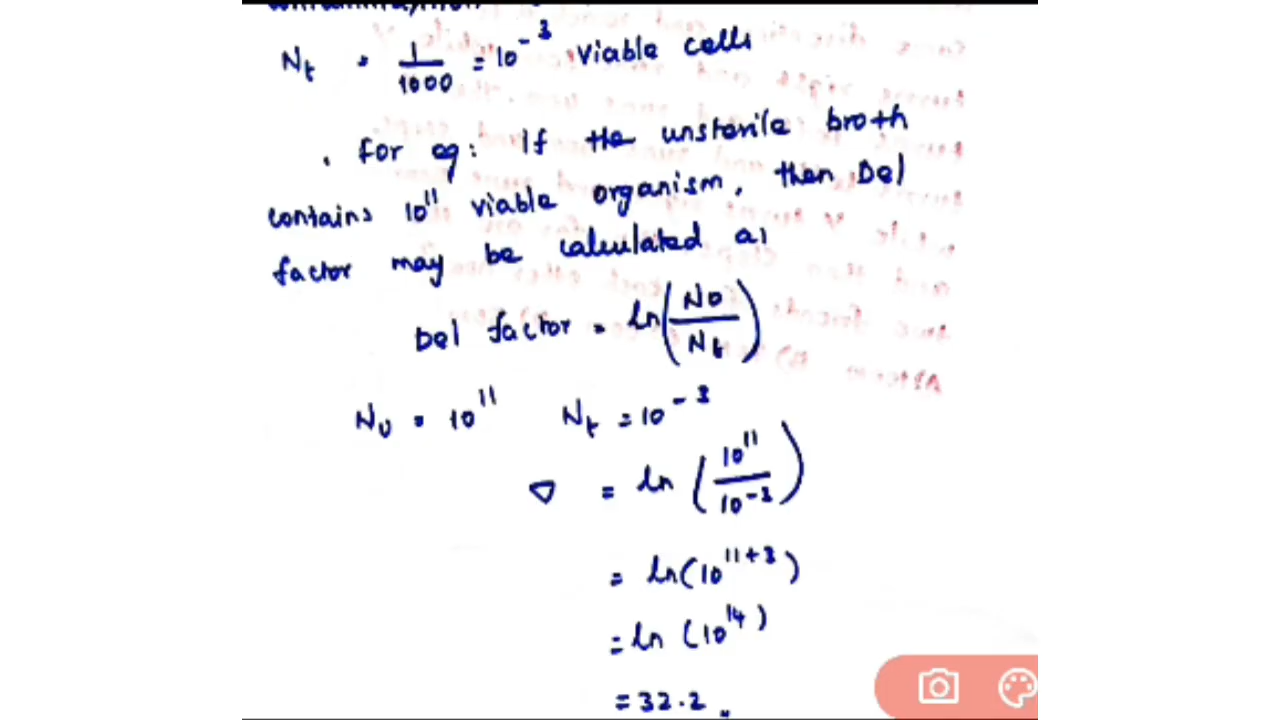 Nt = 1/1000 = 10^-3 viable cells
. For eg: If the unsterile broth
contains 10^11 viable organism, then Del
factor may be calculated as
Del factor = ln(No/Nt)
No = 10^11 Nt = 10^-3
∇ = ln (10^11/10^-3)
= ln(10^11+3)
= ln (10^14)
= 32.2.